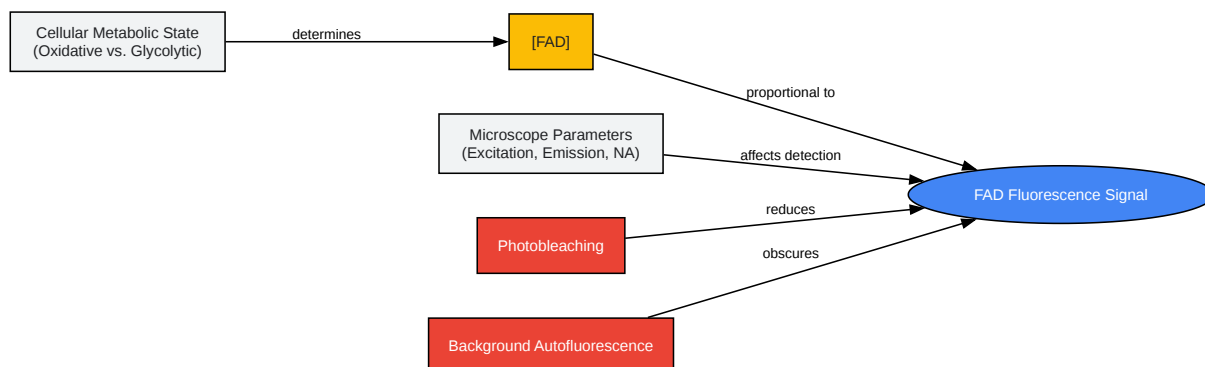 Cellular Metabolic State
(Oxidative vs. Glycolytic)
determines
[FAD]
proportional to
Microscope Parameters
(Excitation, Emission, NA)
affects detection
FAD Fluorescence Signal
reduces
Photobleaching
obscures
Background Autofluorescence